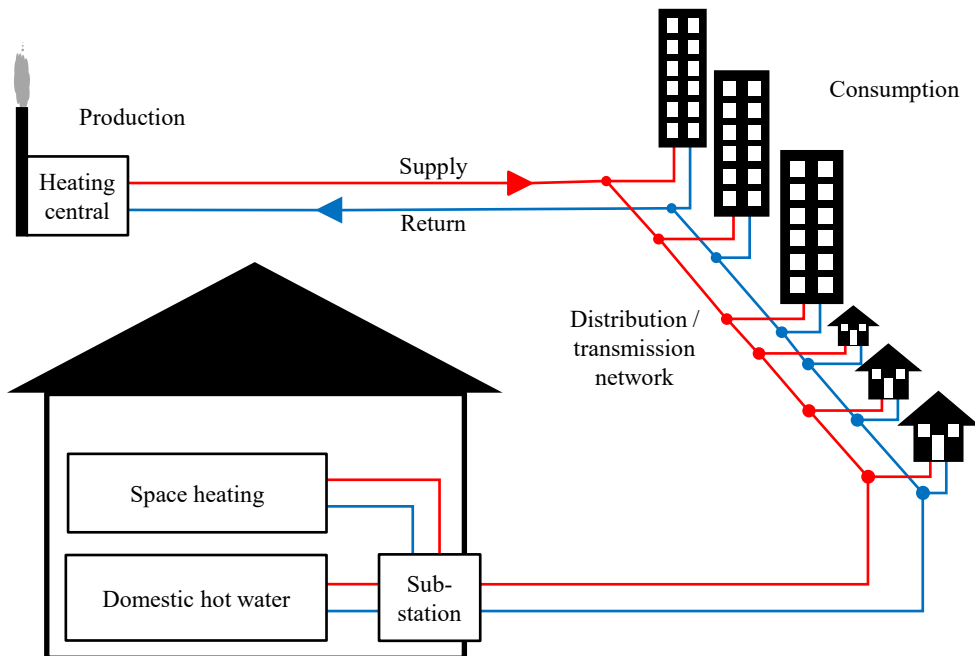 Consumption
Production
Supply
Heating
central
Return
Distribution /
transmission
network
Space heating
Domestic hot water
Sub-
station